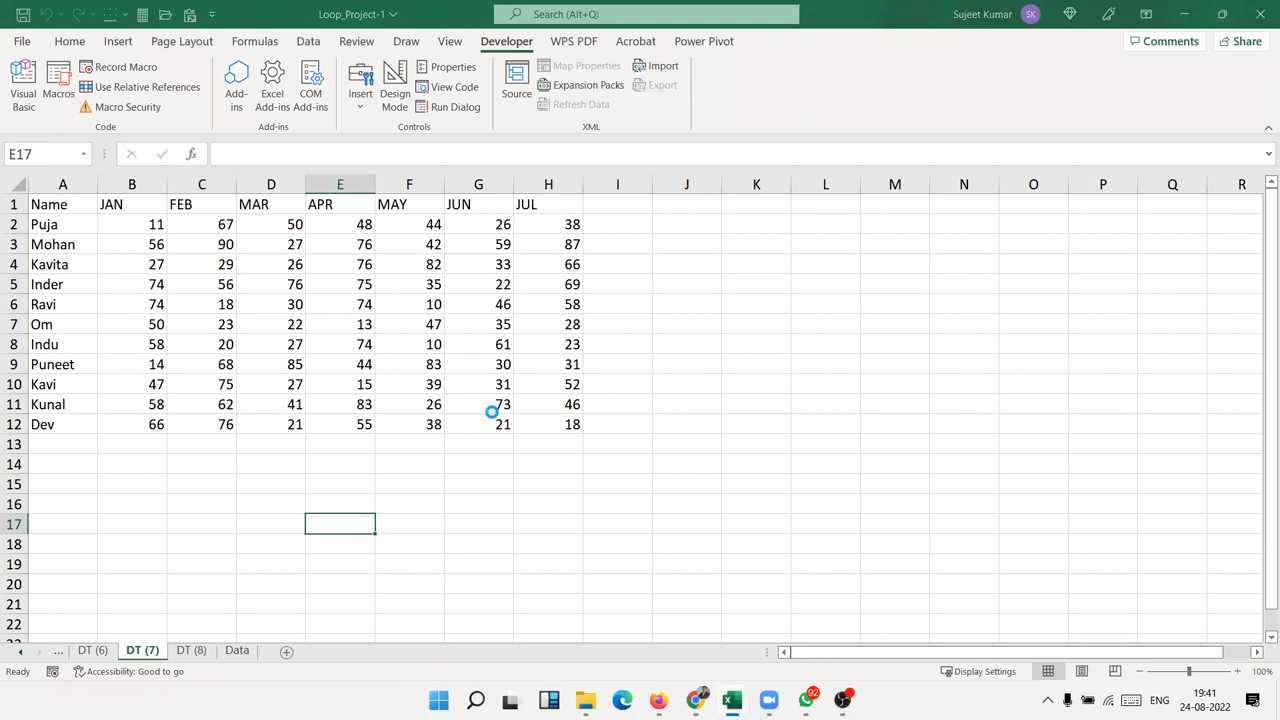 Loop_Project-1
Search (Alt+Q)
Sujeet Kumar
SK
File Home Insert Page Layout Formulas Data Review View Developer WPS PDF Acrobat Power Pivot
Comments
Share
Visual Basic
Macros
Record Macro
Use Relative References
Macro Security
Code
Add-ins
Excel Add-ins
COM Add-ins
Add-ins
Insert
Design Mode
Properties
View Code
Run Dialog
Controls
Source
Map Properties
Expansion Packs
Refresh Data
Import
Export
XML
E17
fx
A B C D E F G H I J K L M N O P Q R
1 Name JAN FEB MAR APR MAY JUN JUL
2 Puja 11 67 50 48 44 26 38
3 Mohan 56 90 27 76 42 59 87
4 Kavita 27 29 26 76 82 33 66
5 Inder 74 56 76 75 35 22 69
6 Ravi 74 18 30 74 10 46 58
7 Om 50 23 22 13 47 35 28
8 Indu 58 20 27 74 10 61 23
9 Puneet 14 68 85 44 83 30 31
10 Kavi 47 75 27 15 39 31 52
11 Kunal 58 62 41 83 26 73 46
12 Dev 66 76 21 55 38 21 18
13
14
15
16
17
18
19
20
21
22
... DT (6) DT (7) DT (8) Data
Ready
Accessibility: Good to go
Display Settings
100%
92
ENG
19:41
24-08-2022